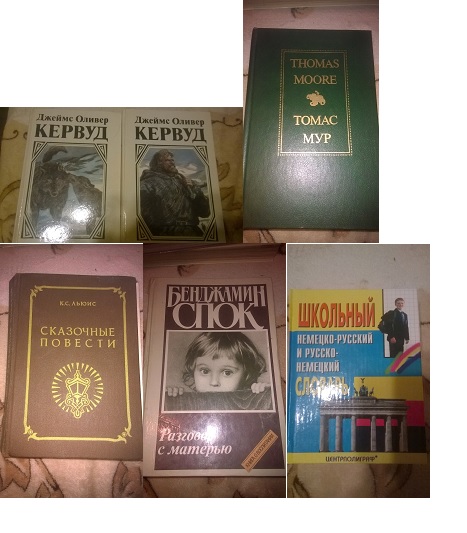 Джеймс Оливер
КЕРВУД
Джеймс Оливер
КЕРВУД
THOMAS
MOORE
ТОМАС
МУР
К.С. ЛЬЮИС
СКАЗОЧНЫЕ
ПОВЕСТИ
БЕНДЖАМИН
СПОК
Разговор
с матерью
ШКОЛЬНЫЙ
НЕМЕЦКО-РУССКИЙ
И РУССКО-
НЕМЕЦКИЙ
СЛОВАРЬ
ЦЕНТРПОЛИГРАФ